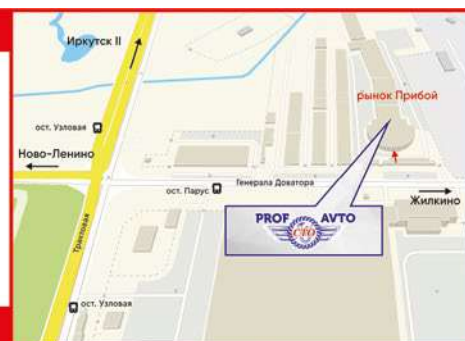 Иркутск II
рынок Прибой
ост. Узловая
Ново-Ленино
Генерала Доватора
ост. Парус
Жилкино
PROF AVTO
СТО
Трактовая
ост. Узловая